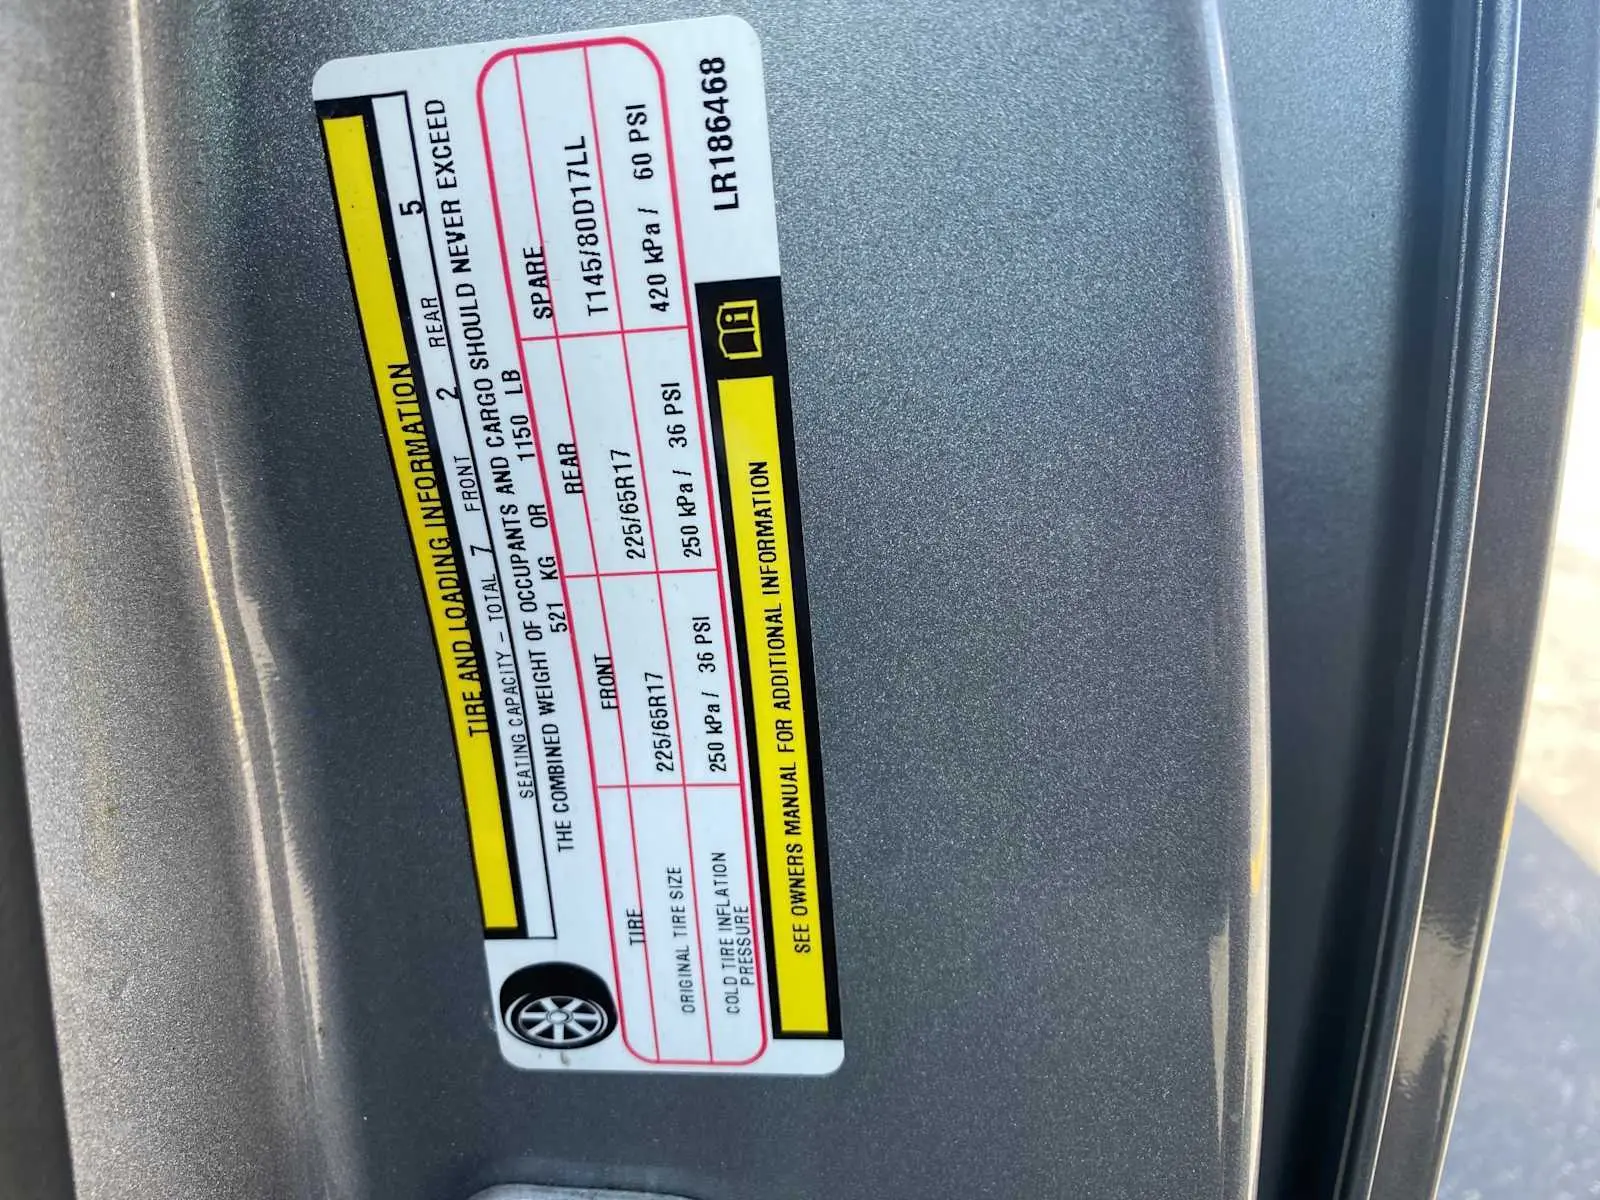 TIRE AND LOADING INFORMATION
SEATING CAPACITY - TOTAL 7 FRONT 2 REAR 5
THE COMBINED WEIGHT OF OCCUPANTS AND CARGO SHOULD NEVER EXCEED
521 KG OR 1150 LB
TIRE FRONT REAR SPARE
ORIGINAL TIRE SIZE 225/65R17 225/65R17 T145/80D17LL
COLD TIRE INFLATION PRESSURE 250 kPa / 36 PSI 250 kPa / 36 PSI 420 kPa / 60 PSI
SEE OWNERS MANUAL FOR ADDITIONAL INFORMATION
LR186468